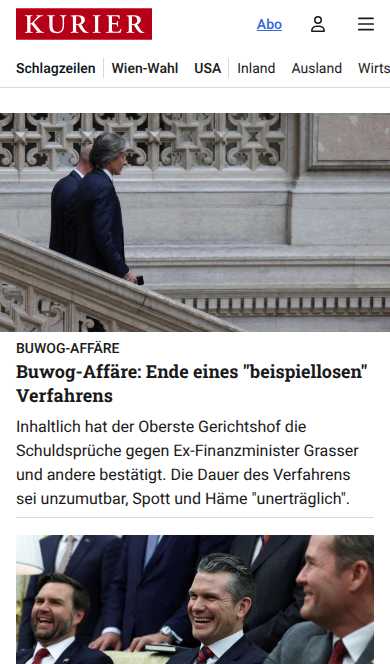 KURIER
Abo
Schlagzeilen Wien-Wahl USA Inland Ausland Wirts
BUWOG-AFFÄRE
Buwog-Affäre: Ende eines "beispiellosen"
Verfahrens
Inhaltlich hat der Oberste Gerichtshof die
Schuldsprüche gegen Ex-Finanzminister Grasser
und andere bestätigt. Die Dauer des Verfahrens
sei unzumutbar, Spott und Häme "unerträglich".